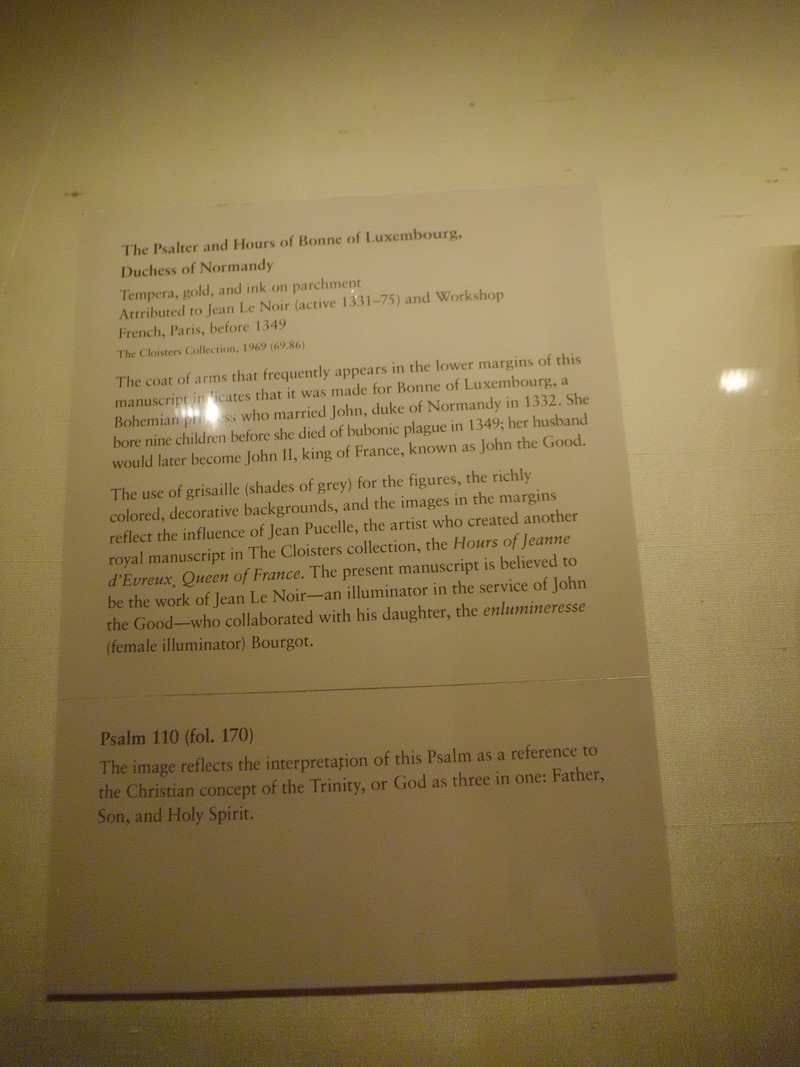 The Psalter and Hours of Bonne of Luxembourg,
Duchess of Normandy
Tempera, gold, and ink on parchment
Attributed to Jean Le Noir (active 1331–75) and Workshop
French, Paris, before 1349
The Cloisters Collection, 1969 (69.86)
The coat of arms that frequently appears in the lower margins of this
manuscript indicates that it was made for Bonne of Luxembourg, a
Bohemian princess who married John, duke of Normandy in 1332. She
bore nine children before she died of bubonic plague in 1349; her husband
would later become John II, king of France, known as John the Good.
The use of grisaille (shades of grey) for the figures, the richly
colored, decorative backgrounds, and the images in the margins
reflect the influence of Jean Pucelle, the artist who created another
royal manuscript in The Cloisters collection, the Hours of Jeanne
d'Evreux, Queen of France. The present manuscript is believed to
be the work of Jean Le Noir—an illuminator in the service of John
the Good—who collaborated with his daughter, the enlumineresse
(female illuminator) Bourgot.
Psalm 110 (fol. 170)
The image reflects the interpretation of this Psalm as a reference to
the Christian concept of the Trinity, or God as three in one: Father,
Son, and Holy Spirit.